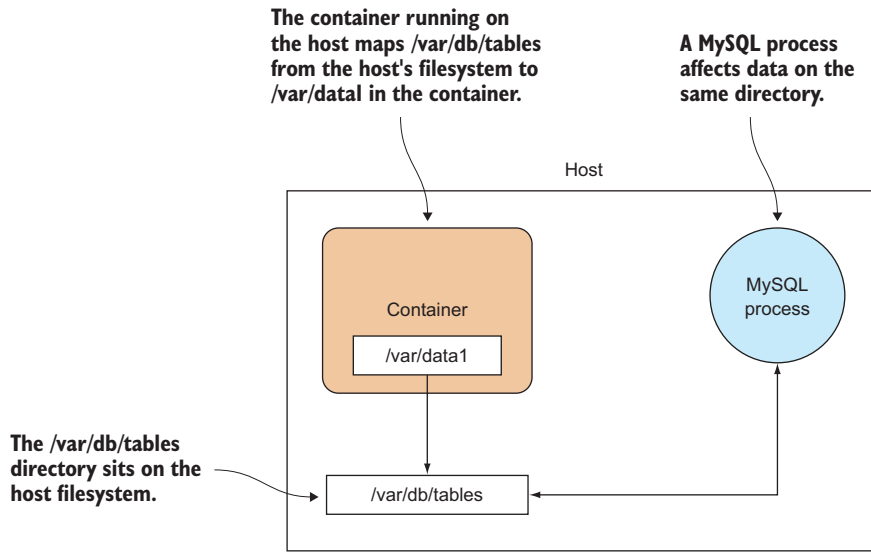 The container running on
the host maps /var/db/tables
from the host's filesystem to
/var/datal in the container.
A MySQL process
affects data on the
same directory.
Host
Container
/var/data1
MySQL
process
The /var/db/tables
directory sits on the
host filesystem.
/var/db/tables